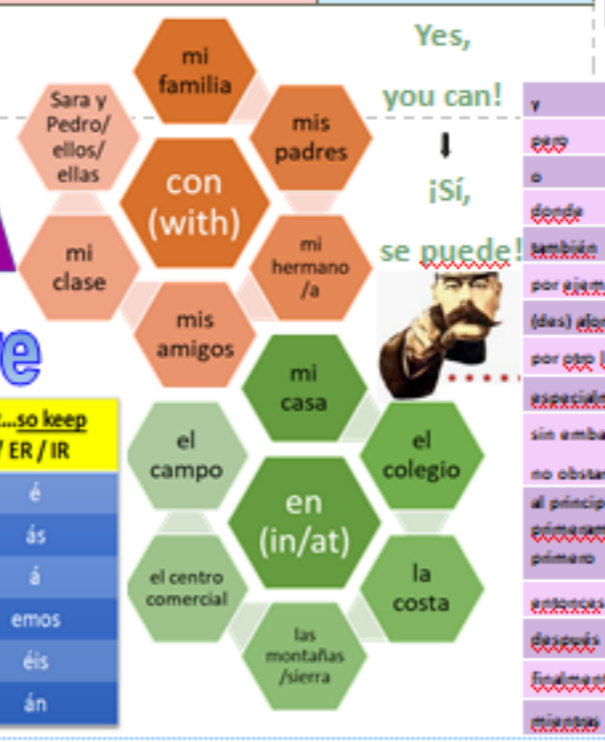 Yes,
you can!
¡Sí,
se puede!
mi
familia
Sara y
Pedro/
ellos/
ellas
mis
padres
con
(with)
mi
clase
mi
hermano
/a
mis
amigos
mi
casa
el
campo
el
colegio
en
(in/at)
el centro
comercial
la
costa
las
montañas
/sierra
...so keep
/ ER / IR
é
ás
á
emos
éis
án
y
pero
o
donde
también
por ejem
(des)
por otro
especialm
sin emba
no obsta
al princip
primeram
primero
entonces
después
finalment
mientras